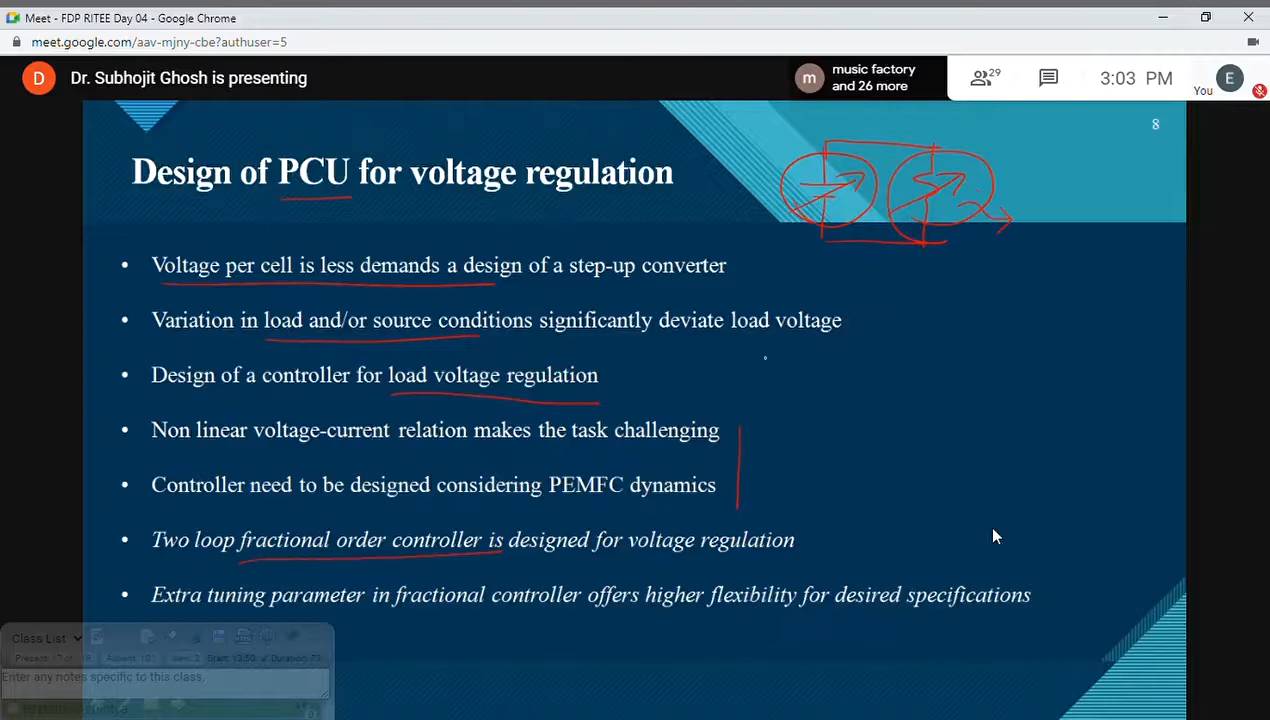 Meet - FDP RITEE Day 04 - Google Chrome
meet.google.com/aav-mjny-cbe?authuser=5
D
Dr. Subhojit Ghosh is presenting
m
music factory
and 26 more
29
3:03 PM
You
E
8
Design of PCU for voltage regulation
• Voltage per cell is less demands a design of a step-up converter
• Variation in load and/or source conditions significantly deviate load voltage
• Design of a controller for load voltage regulation
• Non linear voltage-current relation makes the task challenging
• Controller need to be designed considering PEMFC dynamics
• Two loop fractional order controller is designed for voltage regulation
• Extra tuning parameter in fractional controller offers higher flexibility for desired specifications
Class List
Start: 13:50
Enter any notes specific to this class.